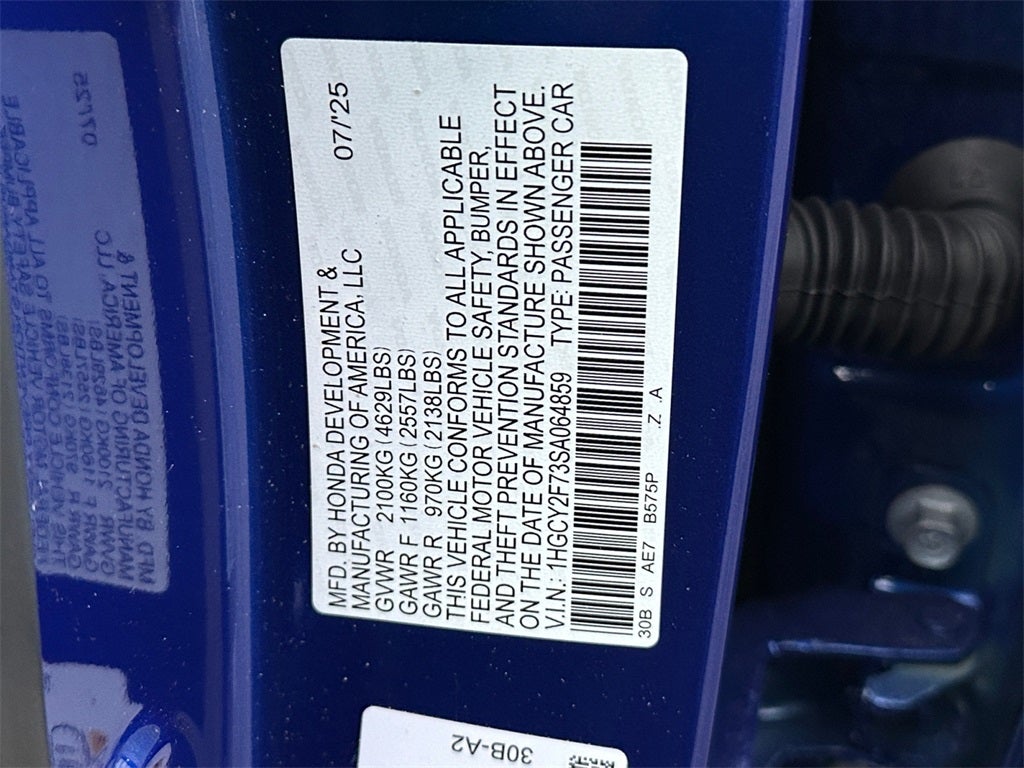 MFD. BY HONDA DEVELOPMENT &
MANUFACTURING OF AMERICA, LLC 07/'25
GVWR 2100KG (4629LBS)
GAWR F 1160KG (2557LBS)
GAWR R 970KG (2138LBS)
THIS VEHICLE CONFORMS TO ALL APPLICABLE
FEDERAL MOTOR VEHICLE SAFETY, BUMPER,
AND THEFT PREVENTION STANDARDS IN EFFECT
ON THE DATE OF MANUFACTURE SHOWN ABOVE.
V.I.N.: 1HGCY2F73SA064859 TYPE: PASSENGER CAR
30B S AE7 B575P .Z .A
30B-A2